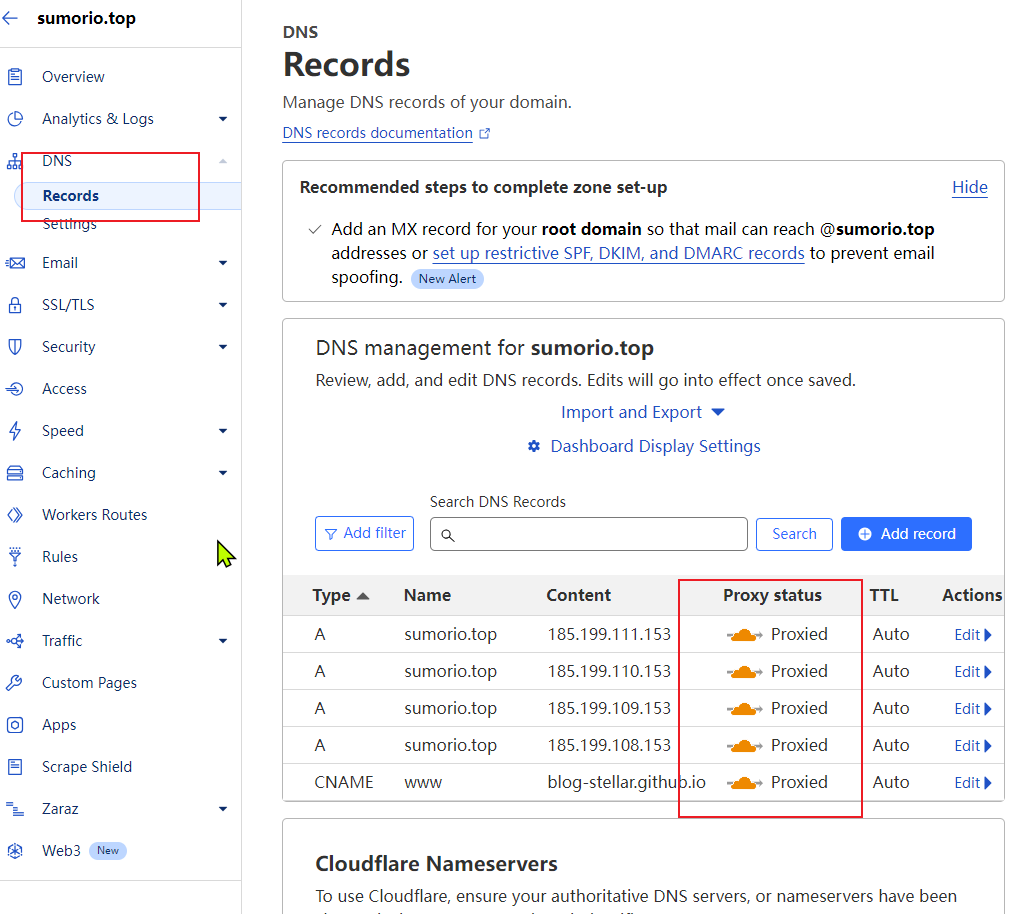 sumorio.top
Overview
Analytics & Logs
DNS
Records
Settings
Email
SSL/TLS
Security
Access
Speed
Caching
Workers Routes
Rules
Network
Traffic
Custom Pages
Apps
Scrape Shield
Zaraz
Web3 New
DNS
Records
Manage DNS records of your domain.
DNS records documentation
Recommended steps to complete zone set-up Hide
Add an MX record for your root domain so that mail can reach @sumorio.top
addresses or set up restrictive SPF, DKIM, and DMARC records to prevent email
spoofing. New Alert
DNS management for sumorio.top
Review, add, and edit DNS records. Edits will go into effect once saved.
Import and Export
Dashboard Display Settings
Search DNS Records
Add filter Search Add record
Type Name Content Proxy status TTL Actions
A sumorio.top 185.199.111.153 Proxied Auto Edit
A sumorio.top 185.199.110.153 Proxied Auto Edit
A sumorio.top 185.199.109.153 Proxied Auto Edit
A sumorio.top 185.199.108.153 Proxied Auto Edit
CNAME www blog-stellar.github.io Proxied Auto Edit
Cloudflare Nameservers
To use Cloudflare, ensure your authoritative DNS servers, or nameservers have been